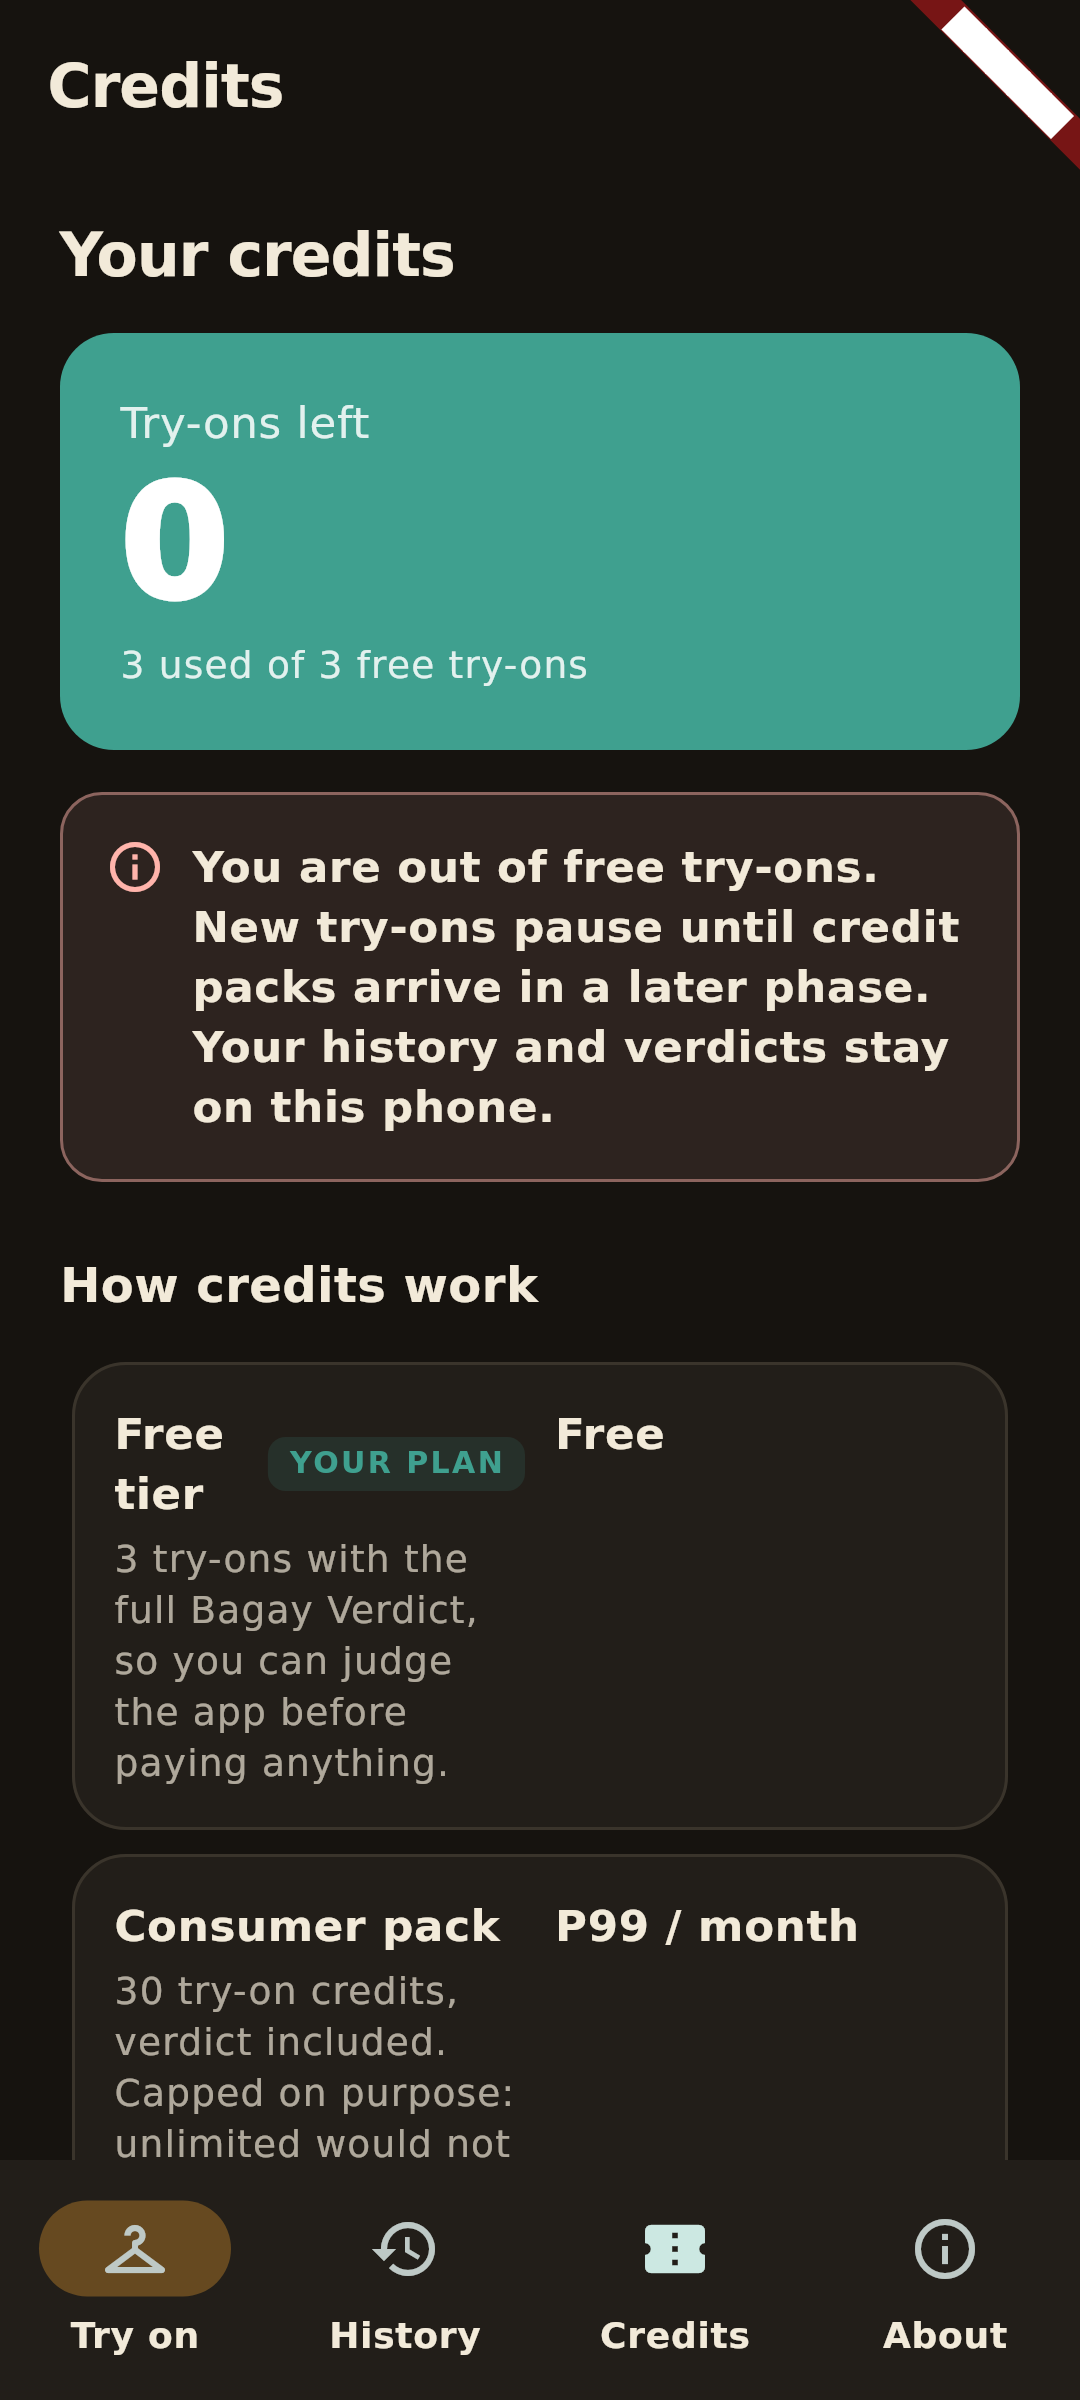 Credits
Your credits
Try-ons left
0
3 used of 3 free try-ons
You are out of free try-ons.
New try-ons pause until credit
packs arrive in a later phase.
Your history and verdicts stay
on this phone.
How credits work
Free
tier
YOUR PLAN
Free
3 try-ons with the
full Bagay Verdict,
so you can judge
the app before
paying anything.
Consumer pack
P99 / month
30 try-on credits,
verdict included.
Capped on purpose:
unlimited would not
Try on
History
Credits
About